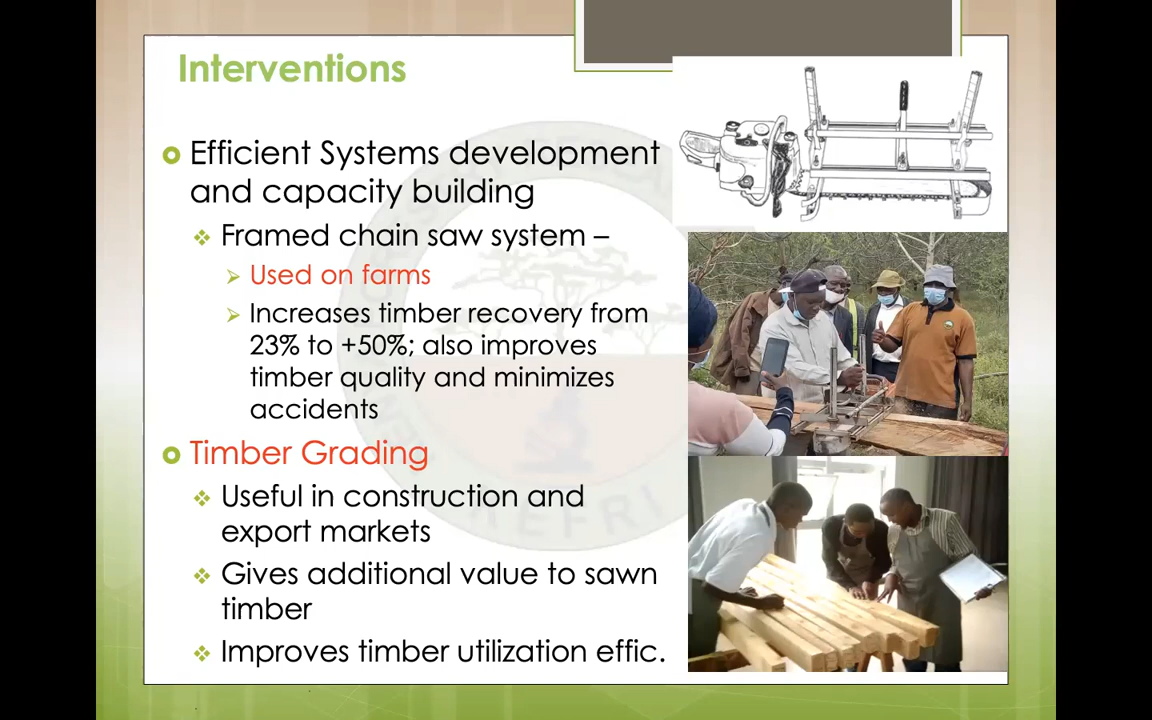 Interventions
Efficient Systems development
and capacity building
Framed chain saw system –
Used on farms
Increases timber recovery from
23% to +50%; also improves
timber quality and minimizes
accidents
Timber Grading
Useful in construction and
export markets
Gives additional value to sawn
timber
Improves timber utilization effic.